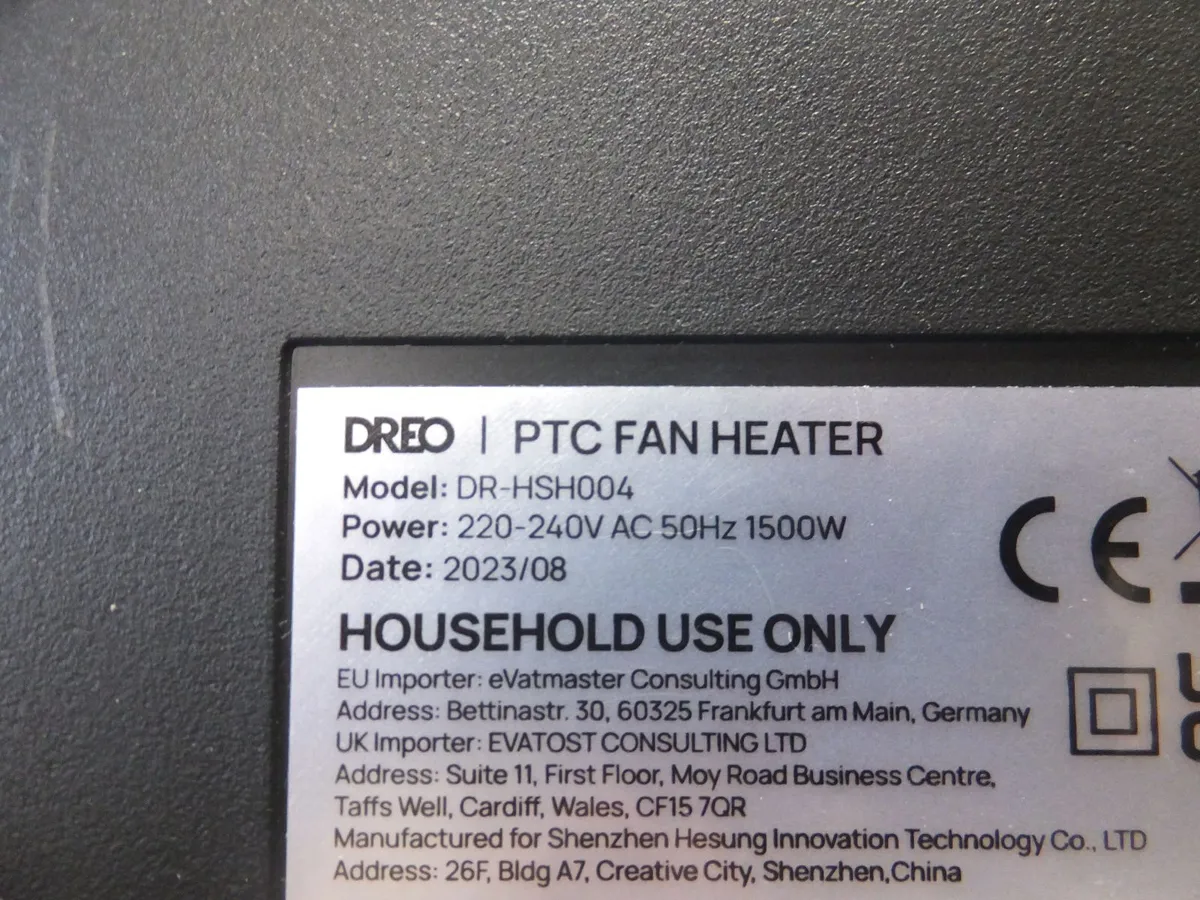 DREO | PTC FAN HEATER
Model: DR-HSH004
Power: 220-240V AC 50Hz 1500W
Date: 2023/08
CE
HOUSEHOLD USE ONLY
EU Importer: eVatmaster Consulting GmbH
Address: Bettinastr. 30, 60325 Frankfurt am Main, Germany
UK Importer: EVATOST CONSULTING LTD
Address: Suite 11, First Floor, Moy Road Business Centre,
Taffs Well, Cardiff, Wales, CF15 7QR
Manufactured for Shenzhen Hesung Innovation Technology Co., LTD
Address: 26F, Bldg A7, Creative City, Shenzhen,China